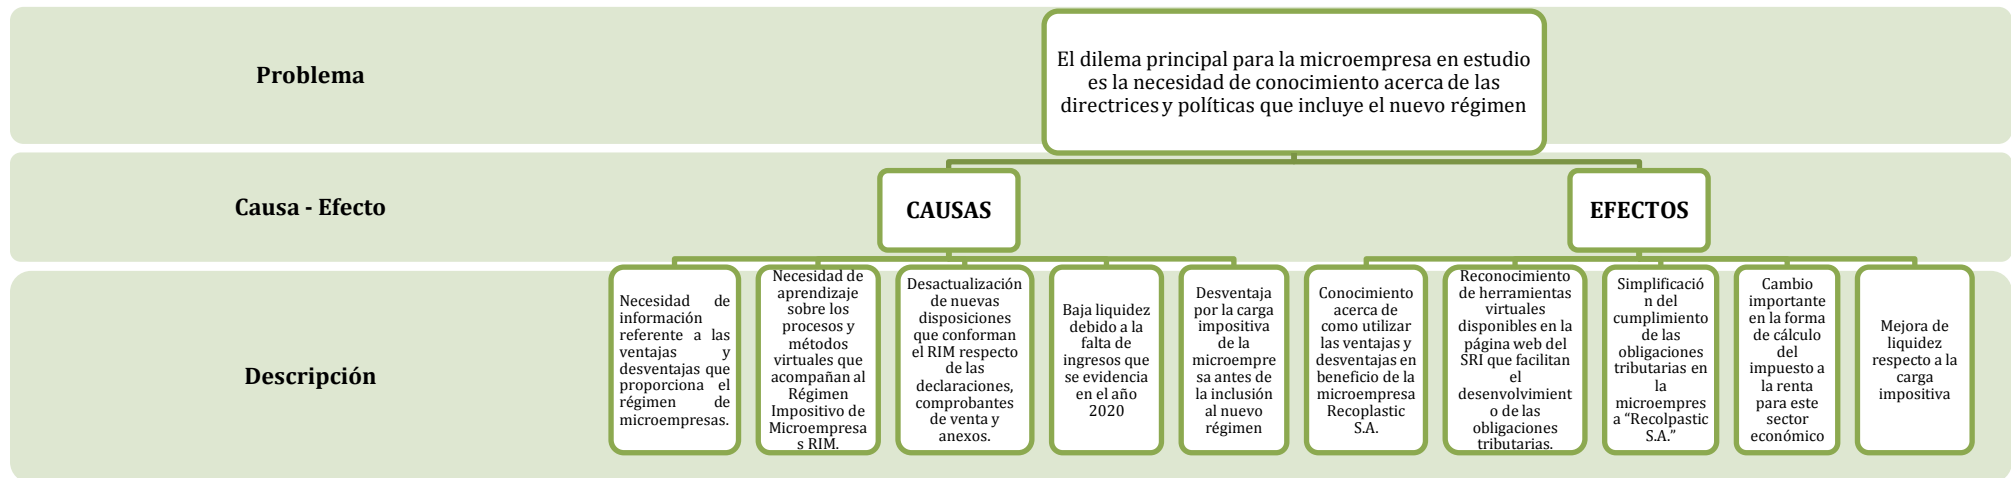 Problema
El dilema principal para la microempresa en estudio
es la necesidad de conocimiento acerca de las
directrices y políticas que incluye el nuevo régimen
Causa - Efecto
CAUSAS
EFECTOS
Descripción
Necesidad de
información
referente a las
ventajas y
desventajas que
proporciona el
régimen de
microempresas.
Necesidad de
aprendizaje
sobre los
procesos y
métodos
virtuales que
acompañan al
Régimen
Impositivo de
Microempresa
s RIM.
Desactualización
de nuevas
disposiciones
que conforman
el RIM respecto
de las
declaraciones,
comprobantes
de venta y
anexos.
Baja liquidez
debido a la
falta de
ingresos que
se evidencia
en el año
2020
Desventaja
por la carga
impositiva
de la
microempre
sa antes de
la inclusión
al nuevo
régimen
Conocimiento
acerca de
como utilizar
las ventajas y
desventajas en
beneficio de la
microempresa
Recoplastic
S.A.
Reconocimiento
de herramientas
virtuales
disponibles en la
página web del
SRI que facilitan
el
desenvolvimient
o de las
obligaciones
tributarias.
Simplificació
n del
cumplimiento
de las
obligaciones
tributarias en
la
microempres
a “Recolpastic
S.A.”
Cambio
importante
en la forma
de cálculo
del
impuesto a
la renta
para este
sector
económico
Mejora de
liquidez
respecto a la
carga
impositiva